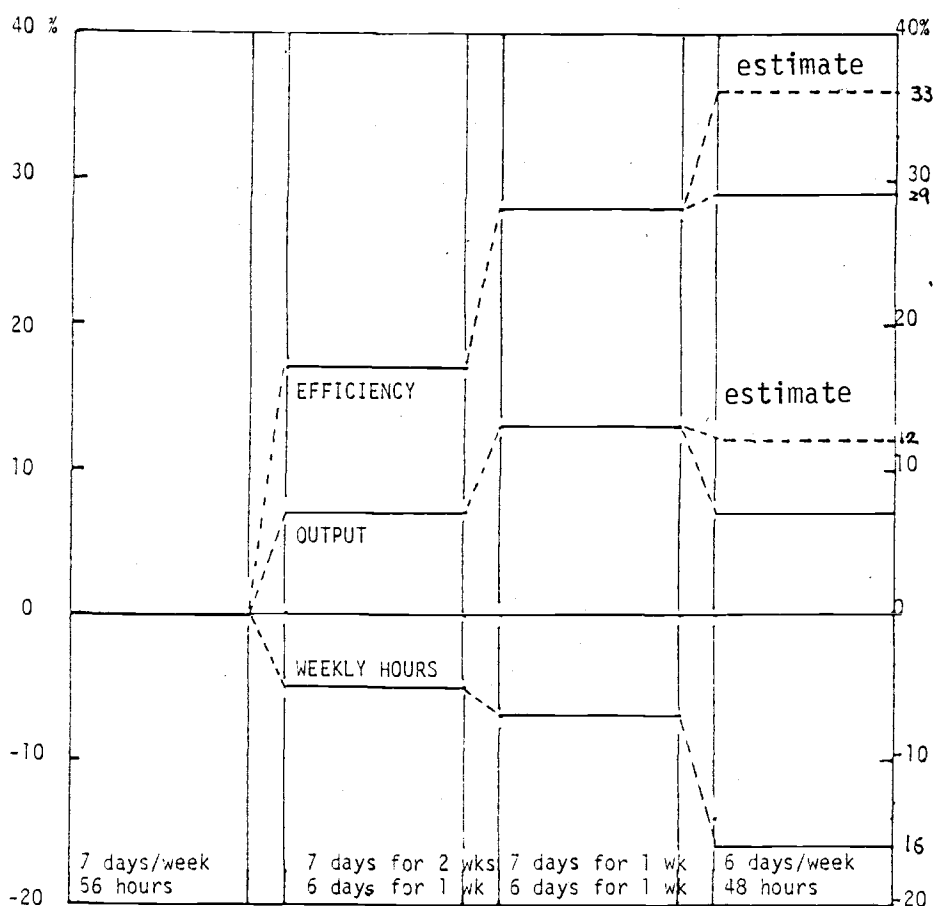 40 %
40%
estimate
33
30
30
29
20
20
EFFICIENCY
estimate
12
10
10
OUTPUT
0
0
WEEKLY HOURS
-10
-10
7 days/week
56 hours
7 days for 2 wks
6 days for 1 wk
7 days for 1 wk
6 days for 1 wk
6 days/week
48 hours
16
-20
-20